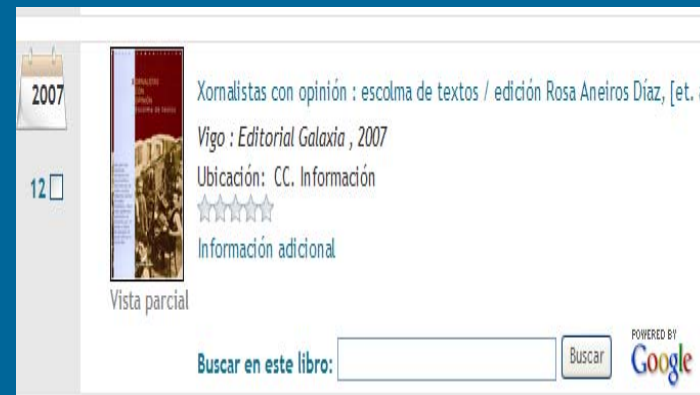 2007
12
XORNALISTAS
CON
OPINIÓN
escolma de textos
Xornalistas con opinión : escolma de textos / edición Rosa Aneiros Díaz, [et.
Vigo : Editorial Galaxia , 2007
Ubicación: CC. Información
Información adicional
Vista parcial
Buscar en este libro:
Buscar
POWERED BY
Google